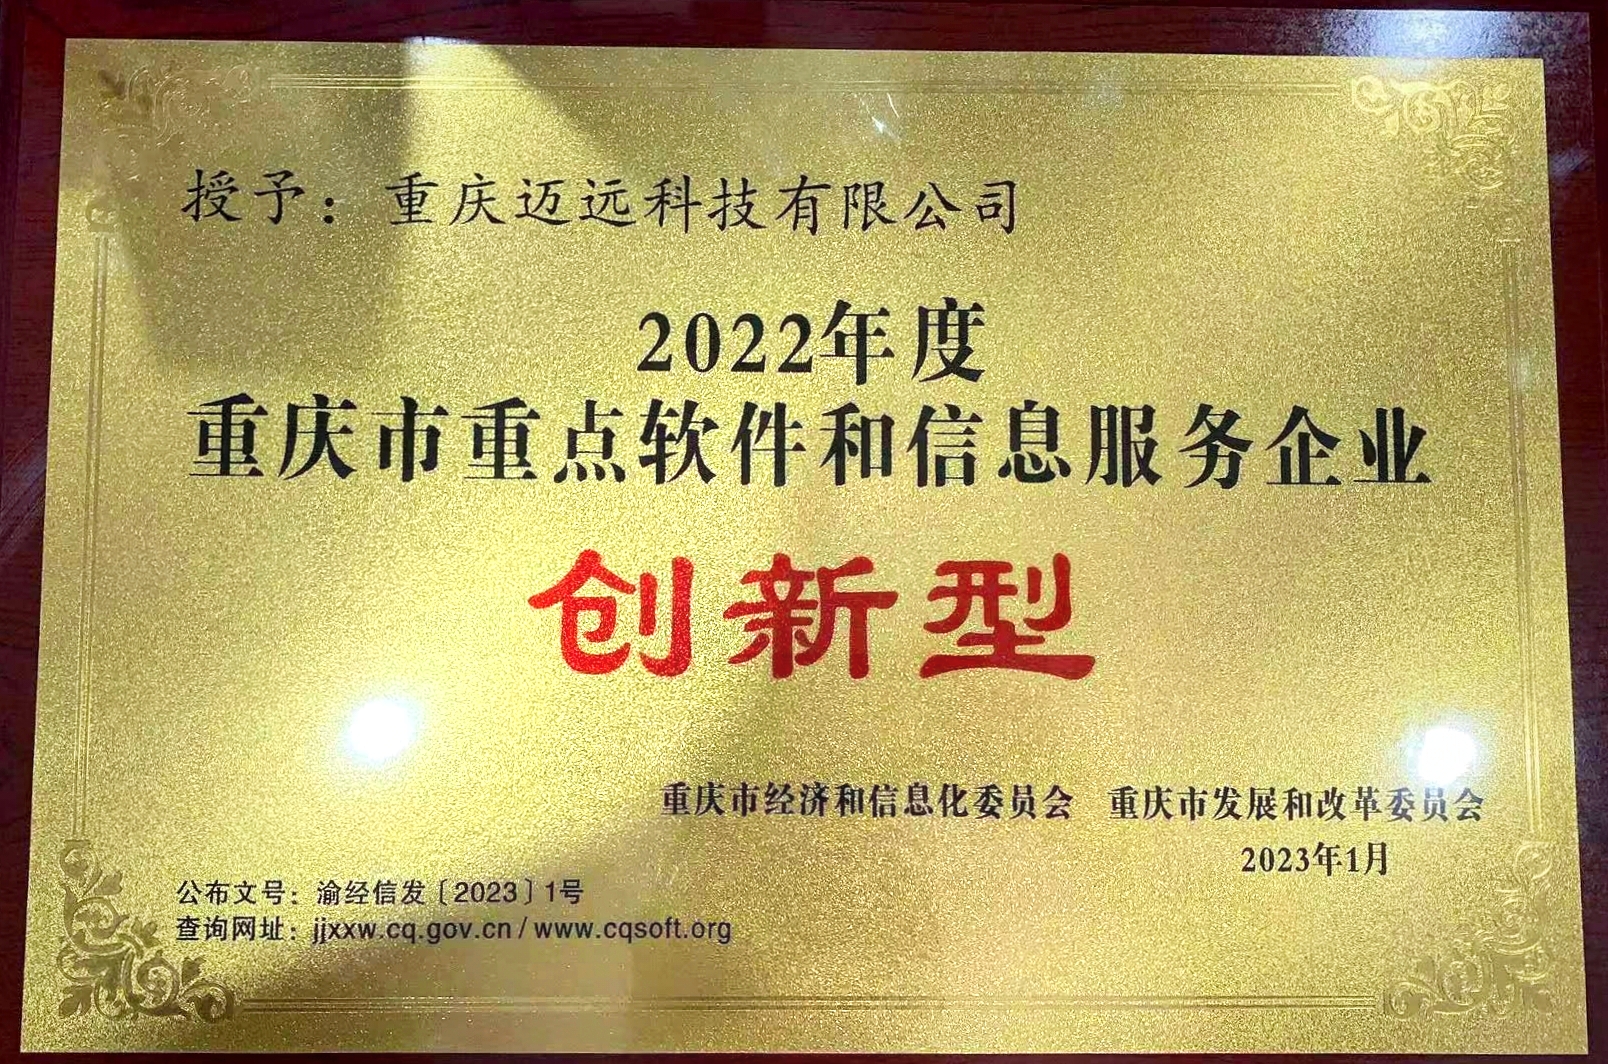 授予：重庆迈远科技有限公司
2022年度
重庆市重点软件和信息服务企业
创新型
重庆市经济和信息化委员会 重庆市发展和改革委员会
2023年1月
公布文号：渝经信发〔2023〕1号
查询网址：jjxxw.cq.gov.cn / www.cqsoft.org